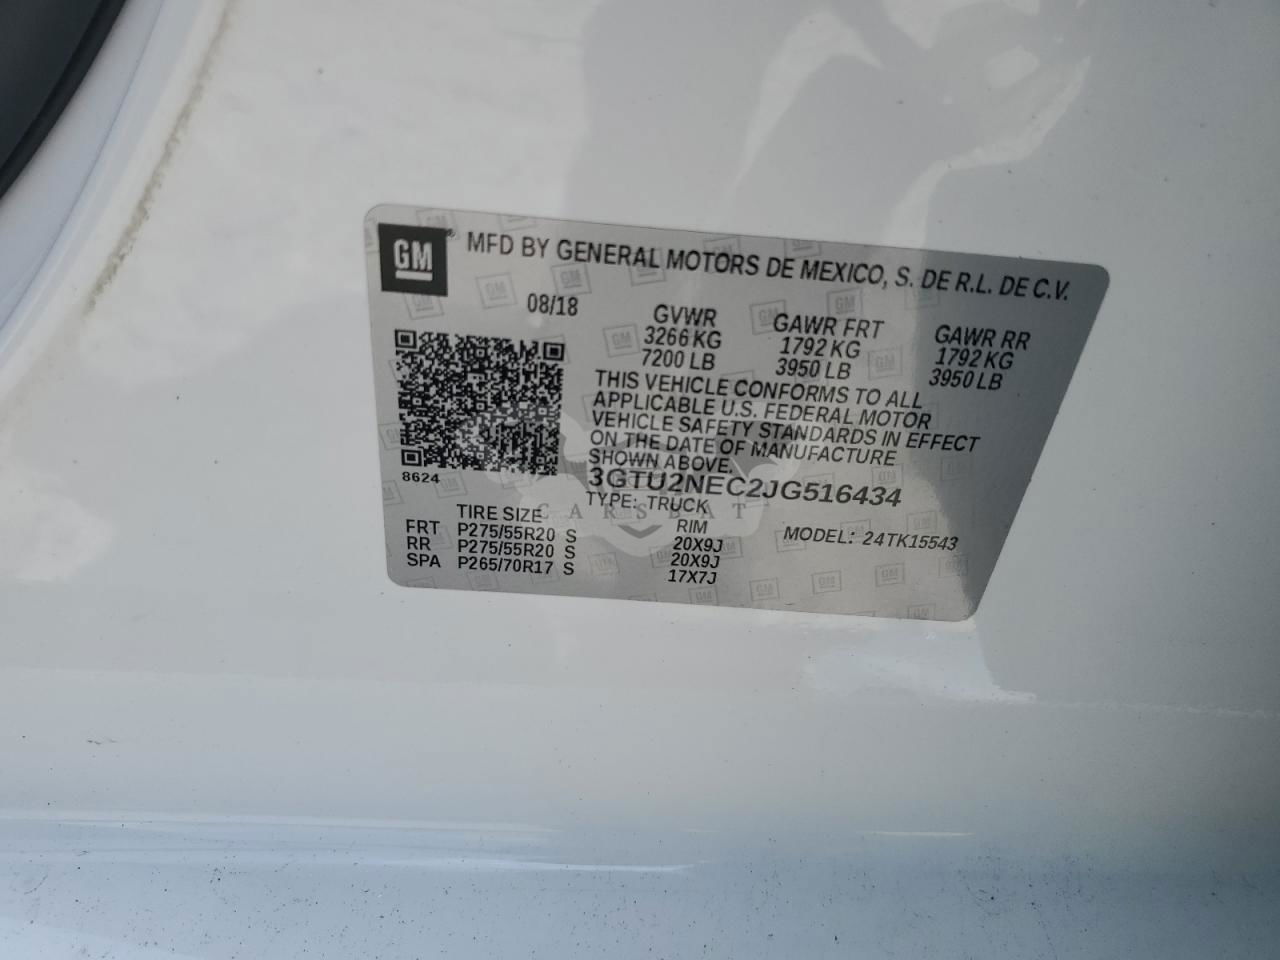 GM ® MFD BY GENERAL MOTORS DE MEXICO, S. DE R.L. DE C.V.
08/18
GVWR GAWR FRT GAWR RR
3266 KG 1792 KG 1792 KG
7200 LB 3950 LB 3950 LB
THIS VEHICLE CONFORMS TO ALL
APPLICABLE U.S. FEDERAL MOTOR
VEHICLE SAFETY STANDARDS IN EFFECT
ON THE DATE OF MANUFACTURE
SHOWN ABOVE.
8624
3GTU2NEC2JG516434
TYPE: TRUCK
CARSBAT
TIRE SIZE RIM MODEL: 24TK15543
FRT P275/55R20 S 20X9J
RR P275/55R20 S 20X9J
SPA P265/70R17 S 17X7J